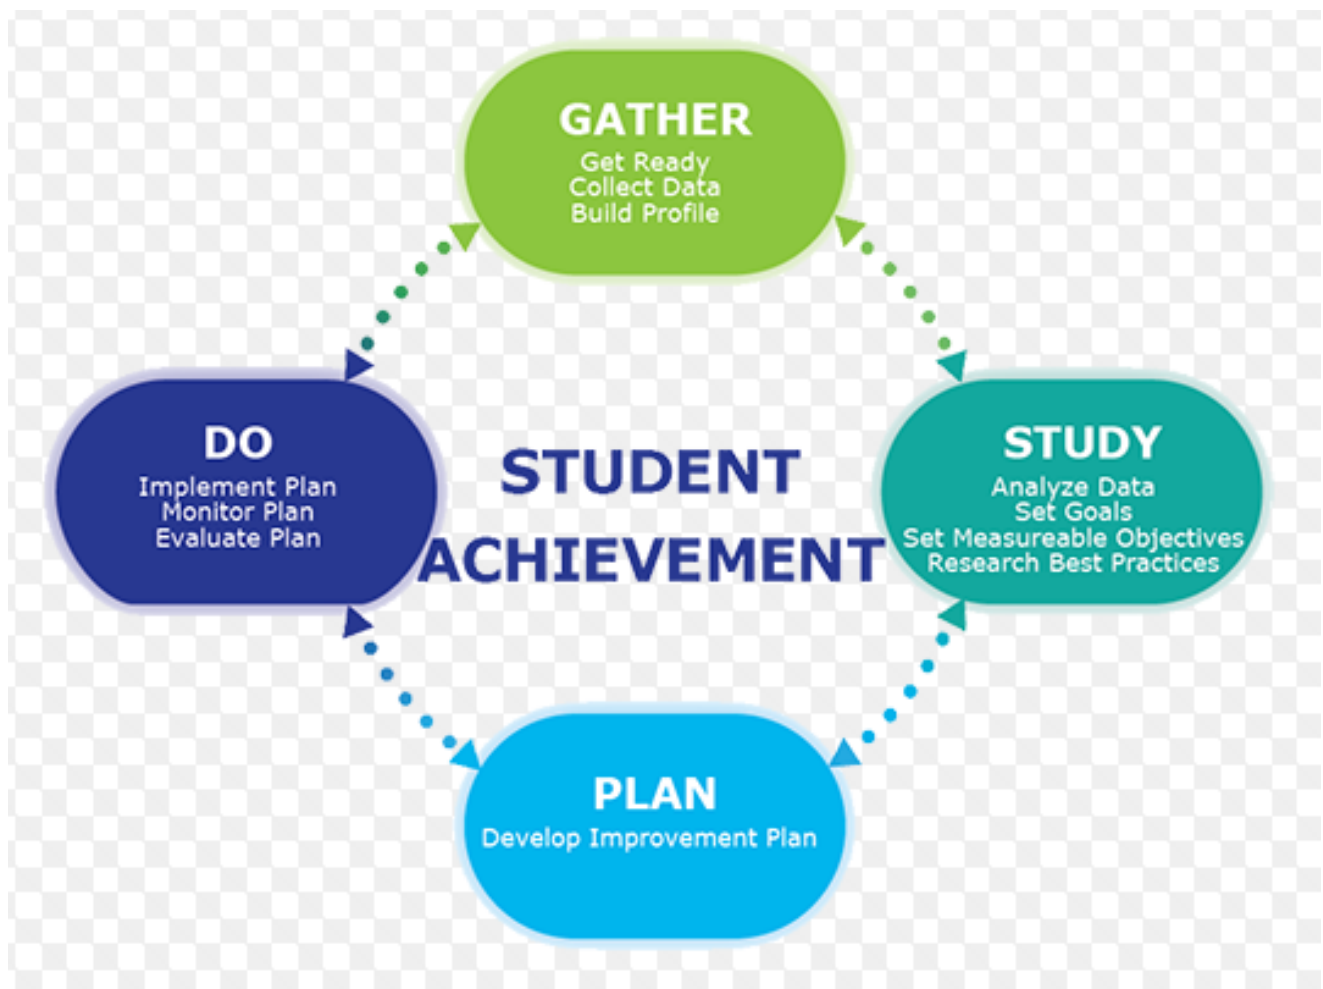 GATHER
Get Ready
Collect Data
Build Profile
DO
Implement Plan
Monitor Plan
Evaluate Plan
STUDENT
ACHIEVEMENT
STUDY
Analyze Data
Set Goals
Set Measureable Objectives
Research Best Practices
PLAN
Develop Improvement Plan